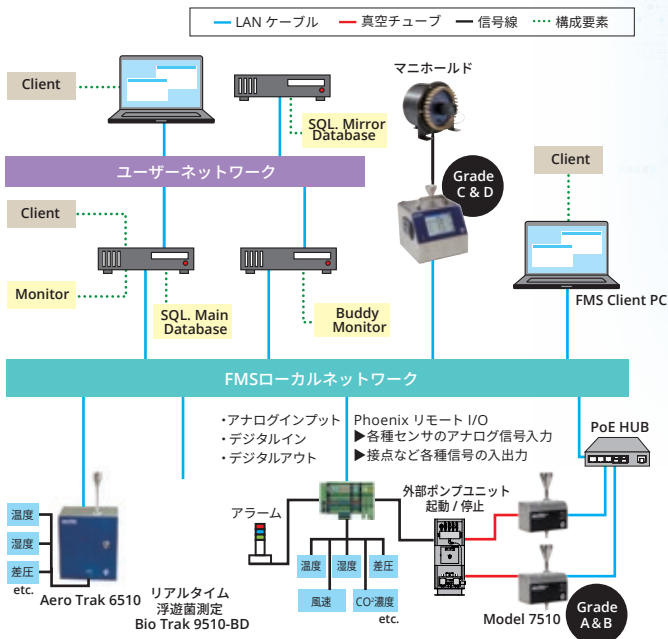 LAN ケーブル
真空チューブ
信号線
構成要素
Client
マニホールド
SQL. Mirror
Database
Grade
C & D
ユーザーネットワーク
Client
Client
Monitor
SQL. Main
Database
Buddy
Monitor
FMS Client PC
FMSローカルネットワーク
・アナログインプット
・デジタルイン
・デジタルアウト
Phoenix リモート I/O
▶各種センサのアナログ信号入力
▶接点など各種信号の入出力
PoE HUB
温度
湿度
差圧
etc.
Aero Trak 6510
リアルタイム
浮遊菌測定
Bio Trak 9510-BD
アラーム
外部ポンプユニット
起動 / 停止
温度
湿度
差圧
風速
CO²濃度
etc.
Model 7510
Grade
A&B